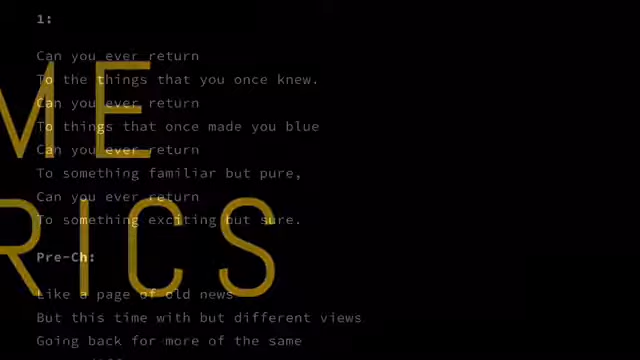 1:
Can you ever return
To the things that you once knew.
Can you ever return
To things that once made you blue
Can you ever return
To something familiar but pure,
Can you ever return
To something exciting but sure.
Pre-Ch:
Like a page of old news
But this time with but different views
Going back for more of the same
ME
RICS